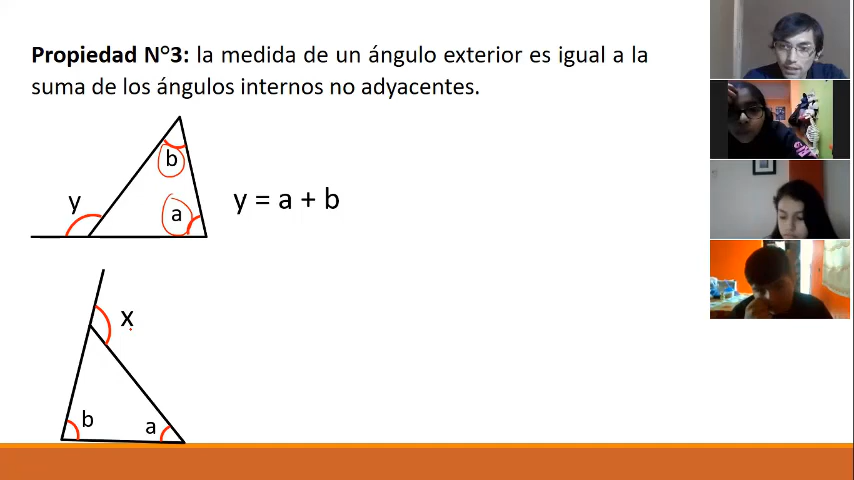 Propiedad N°3: la medida de un ángulo exterior es igual a la
suma de los ángulos internos no adyacentes.
b
y
a
y = a + b
x
b
a